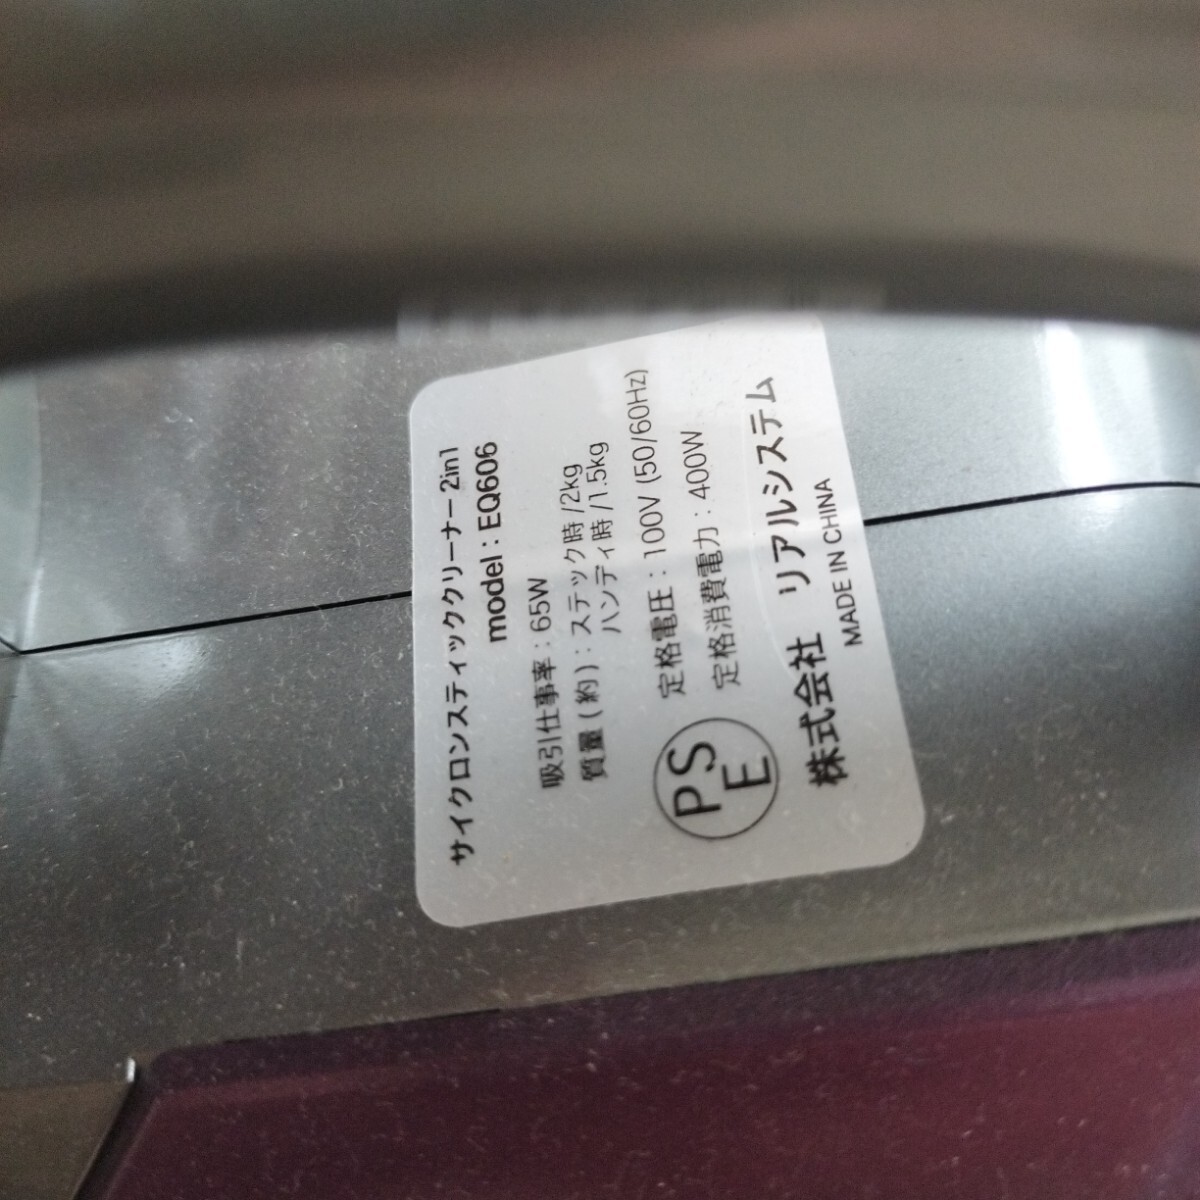 サイクロンスティッククリーナー 2in1
model : EQ606
吸引仕事率 : 65W
質量 ( 約 ) : ステック時 /2kg
ハンディ時 /1.5kg
定格電圧 : 100V (50/60Hz)
定格消費電力 : 400W
PS
E
株式会社 リアルシステム
MADE IN CHINA